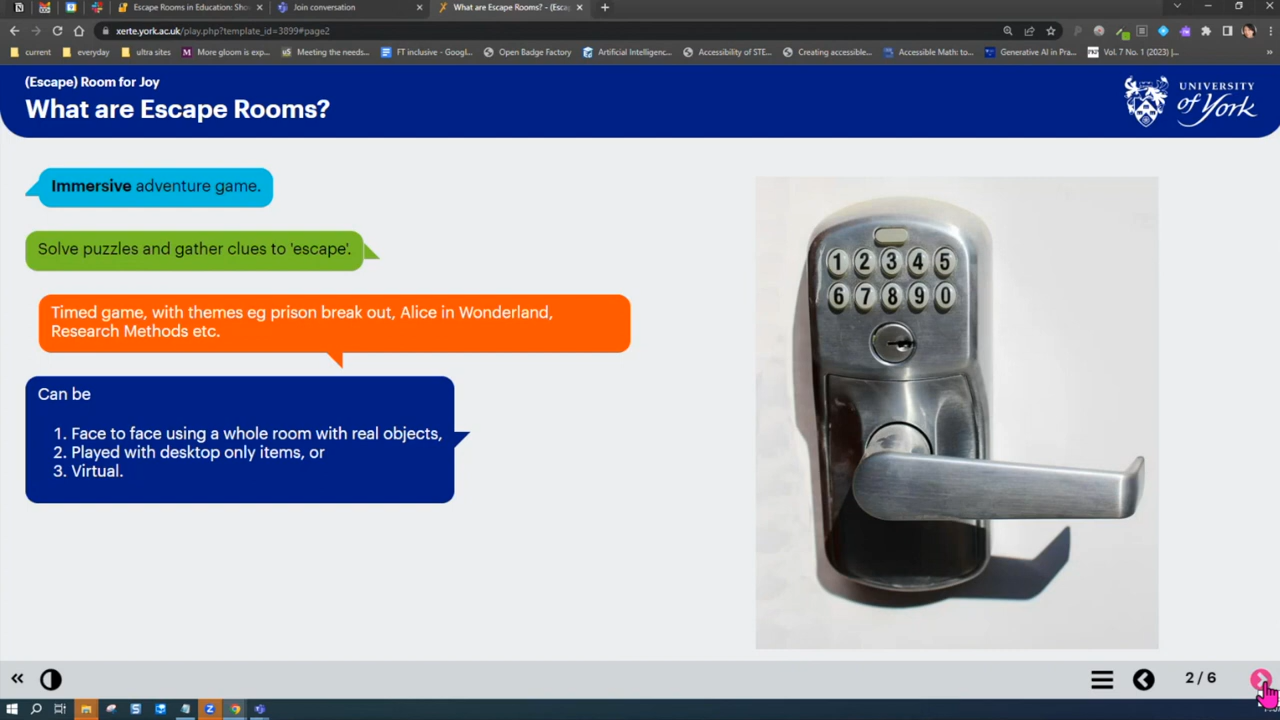 Escape Rooms in Education: Sho
Join conversation
What are Escape Rooms? - (Esca
xerte.york.ac.uk/play.php?template_id=3899#page2
current
everyday
ultra sites
More gloom is exp...
Meeting the needs...
FT inclusive - Googl...
Open Badge Factory
Artificial Intelligenc...
Accessibility of STE...
Creating accessible...
Accessible Math: to...
Generative AI in Pra...
Vol. 7 No. 1 (2023) J...
(Escape) Room for Joy
What are Escape Rooms?
UNIVERSITY
of York
Immersive adventure game.
Solve puzzles and gather clues to 'escape'.
Timed game, with themes eg prison break out, Alice in Wonderland,
Research Methods etc.
Can be
1. Face to face using a whole room with real objects,
2. Played with desktop only items, or
3. Virtual.
1 2 3 4 5
6 7 8 9 0
2 / 6